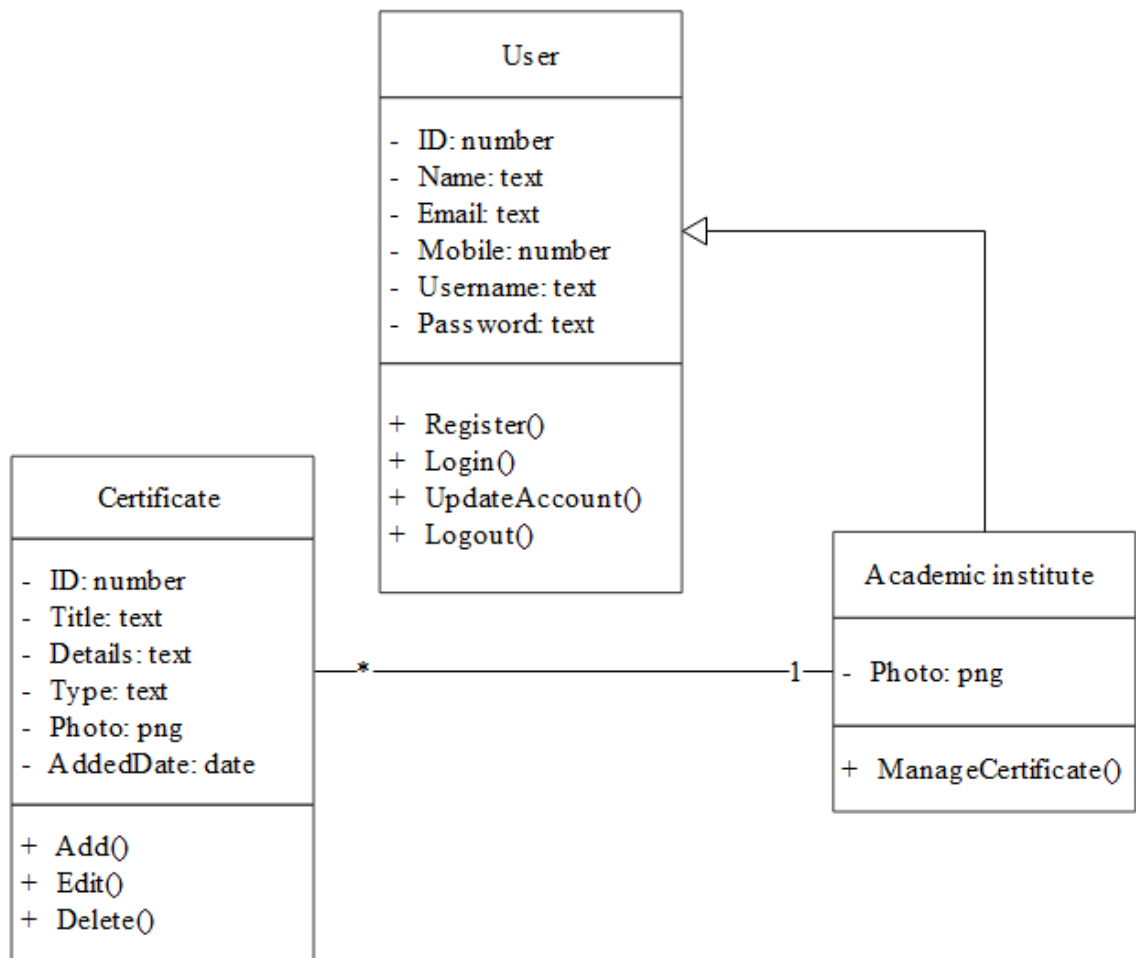 User
- ID: number
- Name: text
- Email: text
- Mobile: number
- Username: text
- Password: text
+ Register()
+ Login()
+ UpdateAccount()
+ Logout()
Certificate
- ID: number
- Title: text
- Details: text
- Type: text
- Photo: png
- AddedDate: date
+ Add()
+ Edit()
+ Delete()
*
1
Academic institute
- Photo: png
+ ManageCertificate()